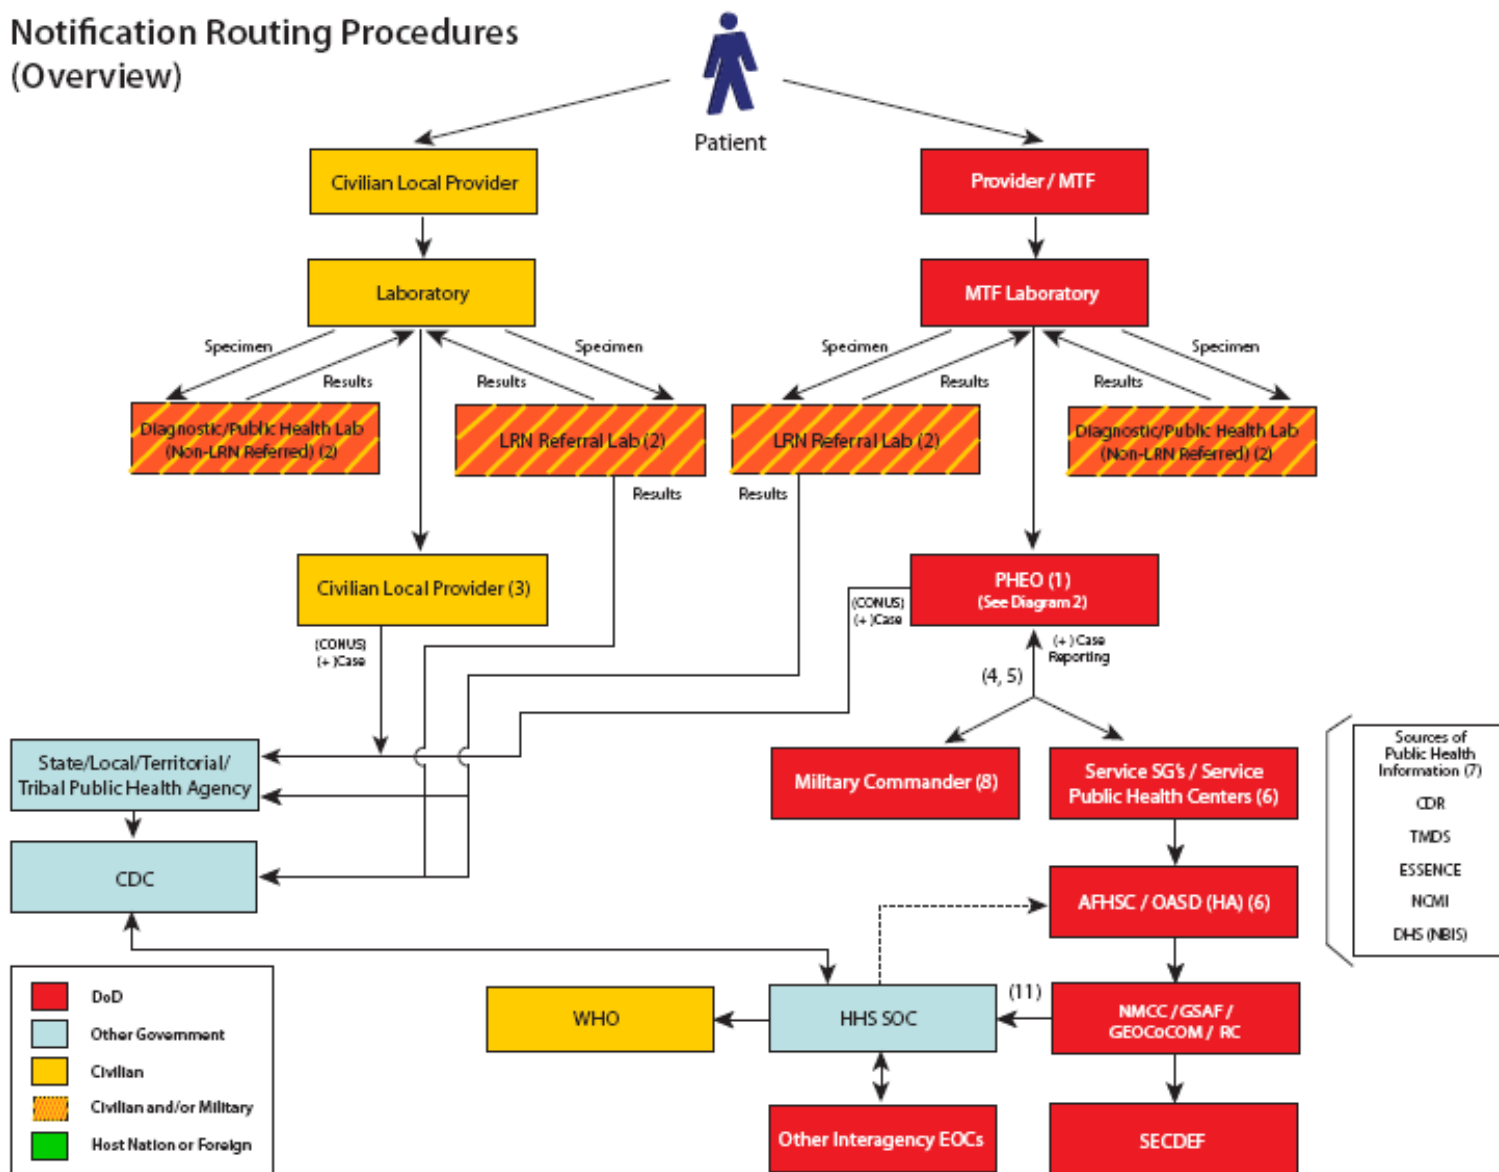 Notification Routing Procedures
(Overview)
Patient
Civilian Local Provider
Provider / MTF
Laboratory
MTF Laboratory
Specimen
Results
Results
Specimen
Specimen
Results
Results
Specimen
Diagnostic/Public Health Lab
(Non-LRN Referred) (2)
LRN Referral Lab (2)
LRN Referral Lab (2)
Diagnostic/Public Health Lab
(Non-LRN Referred) (2)
Results
Results
Civilian Local Provider (3)
PHEO (1)
(See Diagram 2)
(CONUS)
(+)Case
(CONUS)
(+)Case
(+) Case
Reporting
(4, 5)
State/Local/Territorial/
Tribal Public Health Agency
Military Commander (8)
Service SG's / Service
Public Health Centers (6)
Sources of
Public Health
Information (7)
CDR
TMDS
ESSENCE
NCMI
DHS (NBIS)
CDC
AFHSC / OASD (HA) (6)
WHO
HHS SOC
(11)
NMCC / GSAF /
GEOCoCOM / RC
Other Interagency EOCs
SECDEF
DoD
Other Government
Civilian
Civilian and/or Military
Host Nation or Foreign